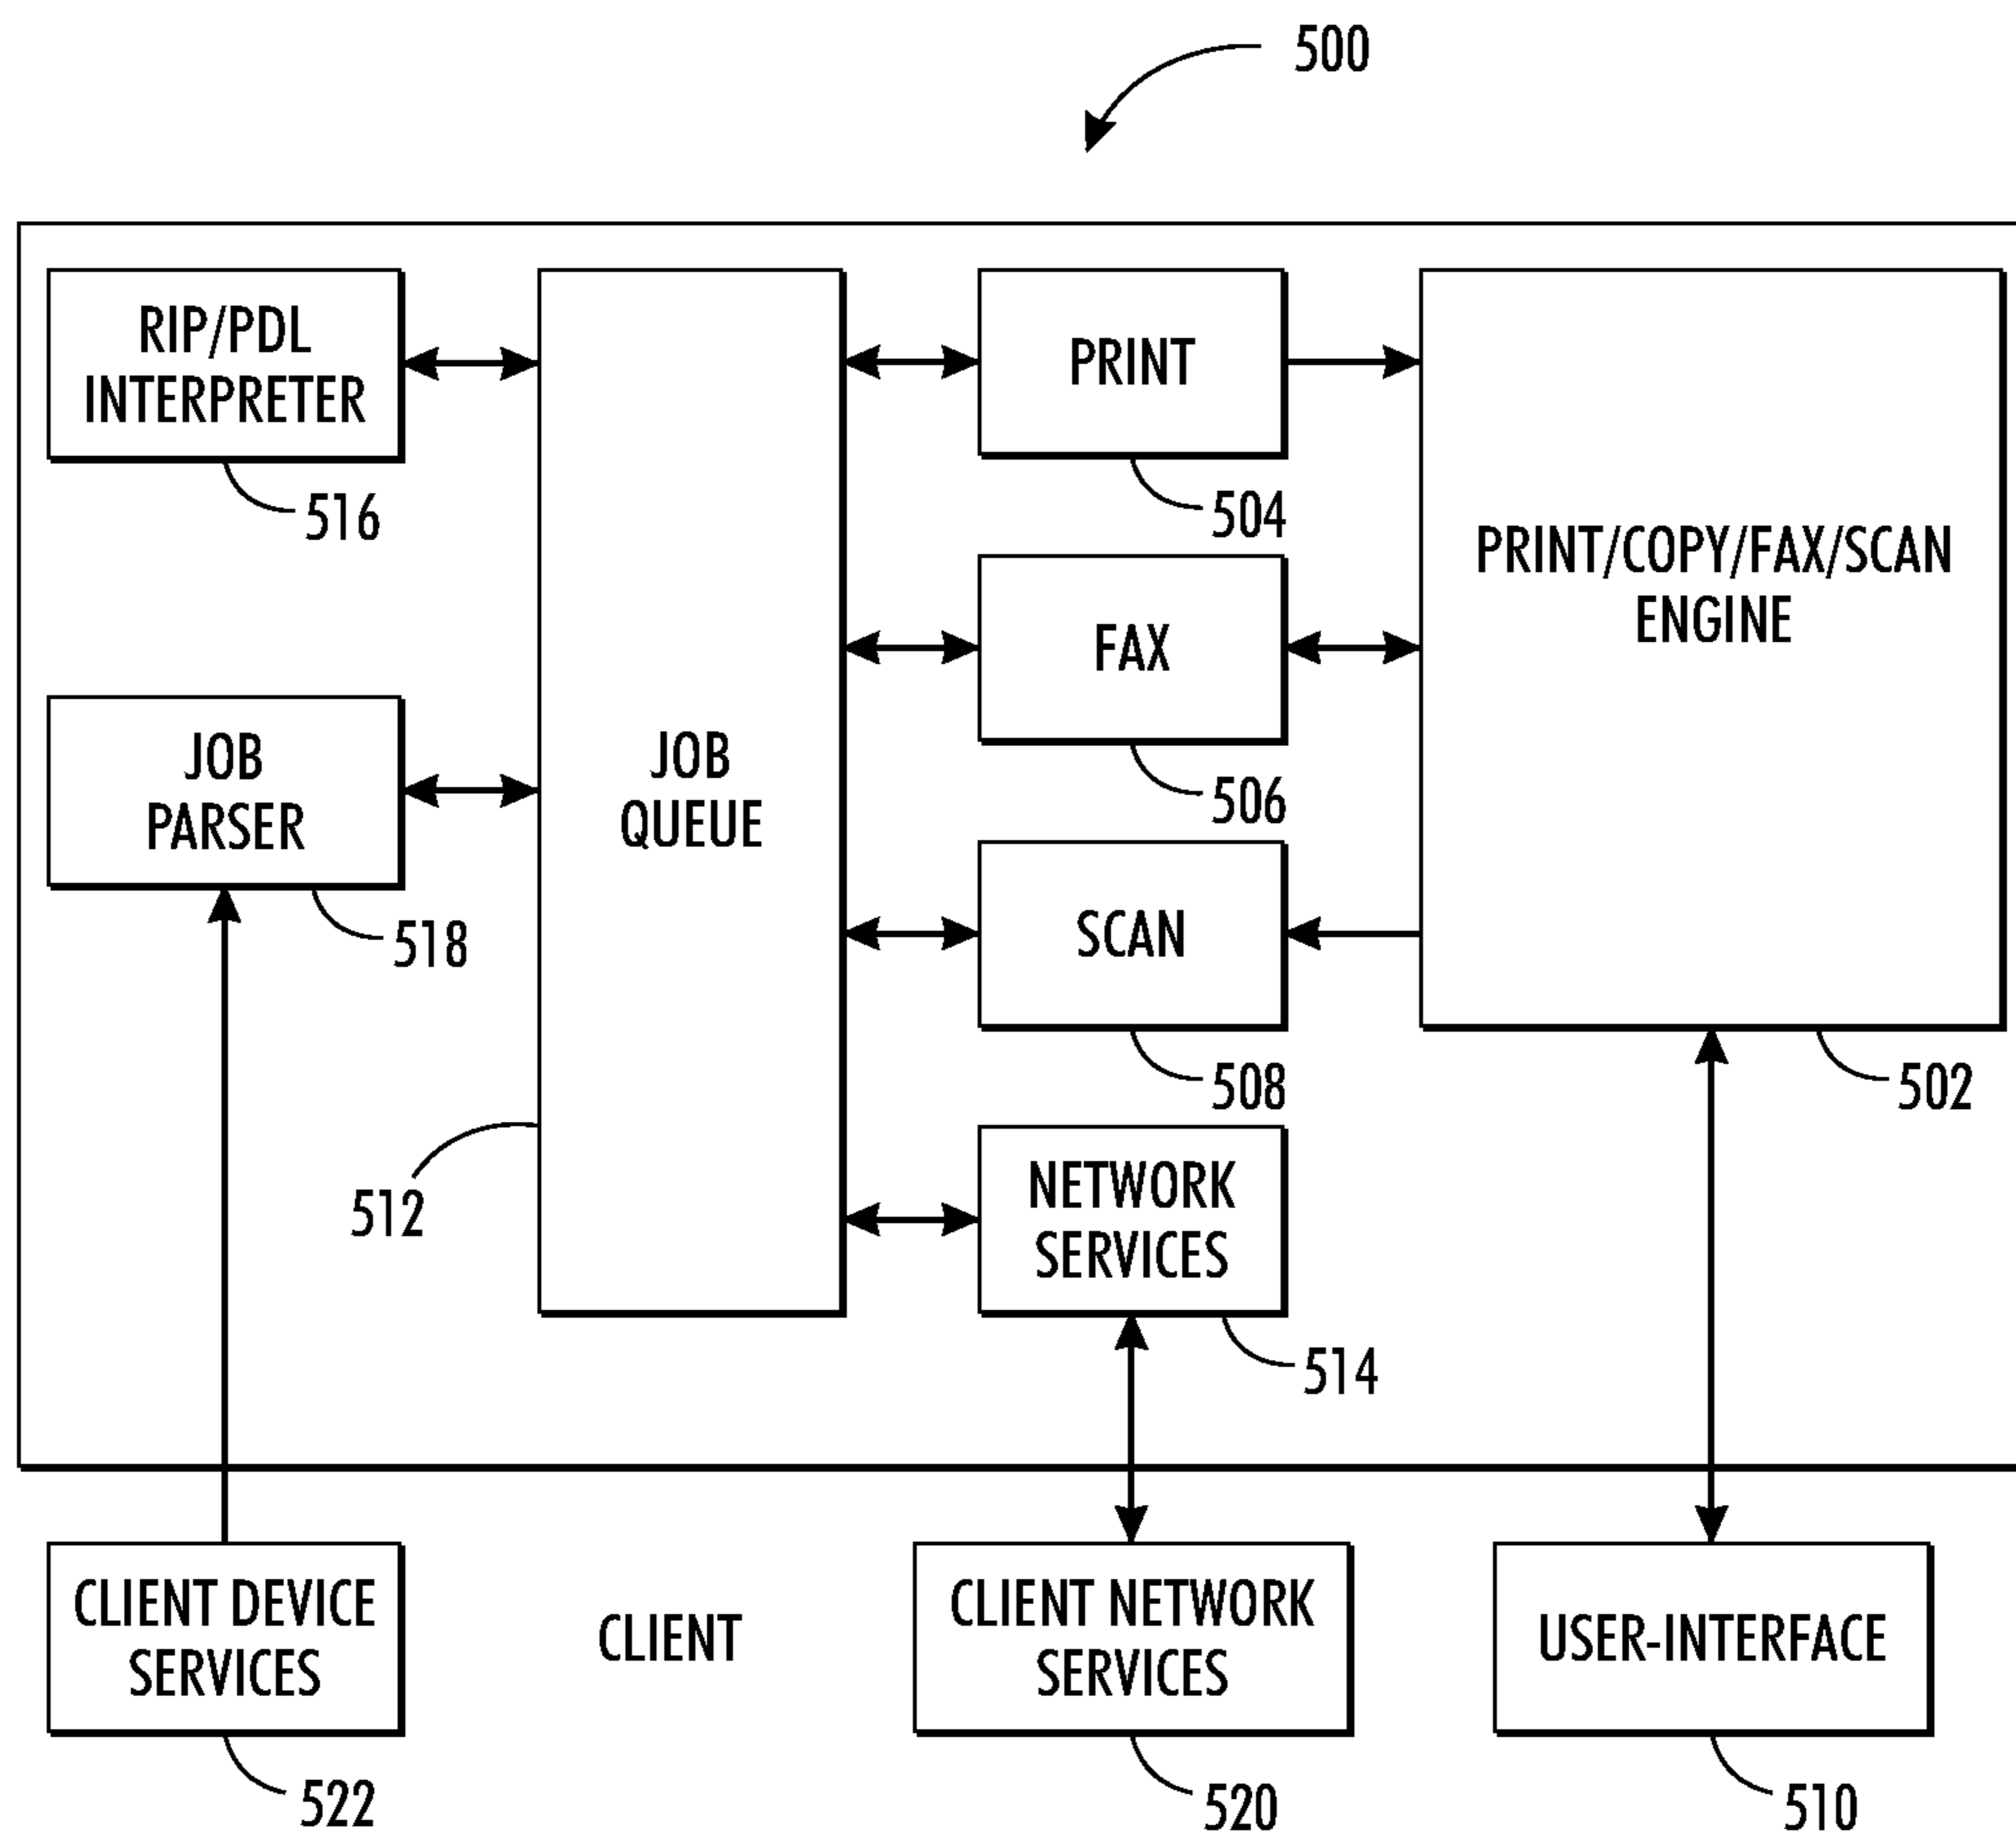 500
RIP/PDL
INTERPRETER
516
PRINT
504
PRINT/COPY/FAX/SCAN
ENGINE
502
FAX
506
JOB
PARSER
518
JOB
QUEUE
512
SCAN
508
NETWORK
SERVICES
514
CLIENT DEVICE
SERVICES
522
CLIENT
CLIENT NETWORK
SERVICES
520
USER-INTERFACE
510